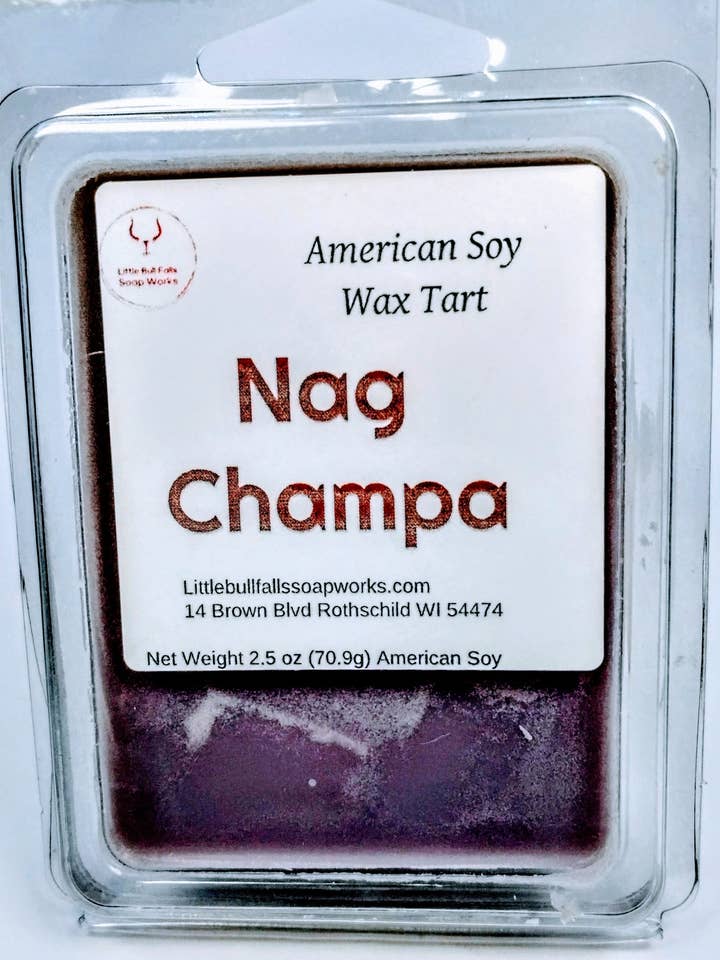 Little Bull Falls
Soap Works
American Soy
Wax Tart
Nag
Champa
Littlebullfallssoapworks.com
14 Brown Blvd Rothschild WI 54474
Net Weight 2.5 oz (70.9g) American Soy